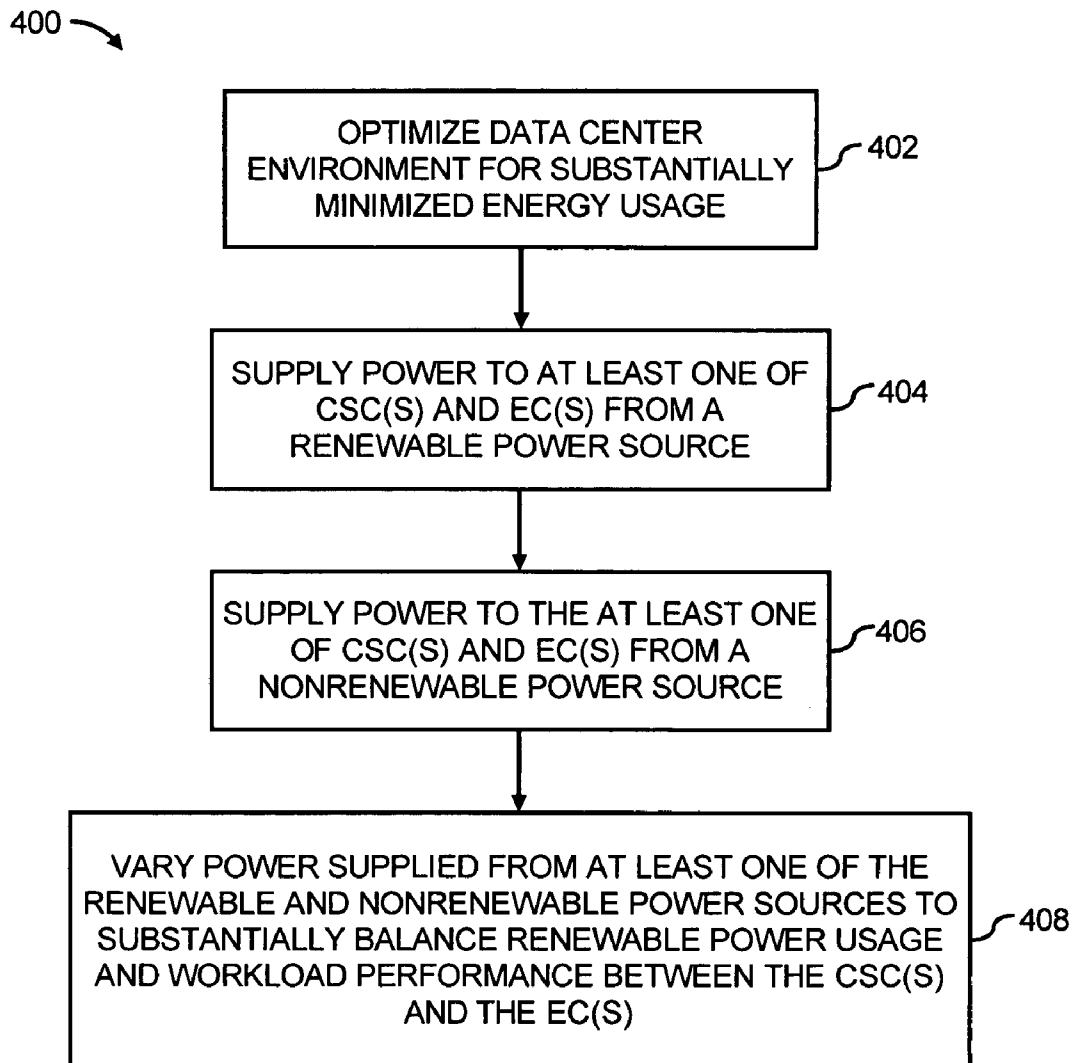 400
OPTIMIZE DATA CENTER
ENVIRONMENT FOR SUBSTANTIALLY
MINIMIZED ENERGY USAGE
402
SUPPLY POWER TO AT LEAST ONE OF
CSC(S) AND EC(S) FROM A
RENEWABLE POWER SOURCE
404
SUPPLY POWER TO THE AT LEAST ONE
OF CSC(S) AND EC(S) FROM A
NONRENEWABLE POWER SOURCE
406
VARY POWER SUPPLIED FROM AT LEAST ONE OF THE
RENEWABLE AND NONRENEWABLE POWER SOURCES TO
SUBSTANTIALLY BALANCE RENEWABLE POWER USAGE
AND WORKLOAD PERFORMANCE BETWEEN THE CSC(S)
AND THE EC(S)
408